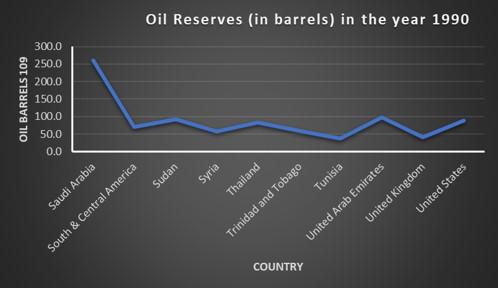 Oil Reserves (in barrels) in the year 1990
OIL BARRELS 109
300.0
250.0
200.0
150.0
100.0
50.0
0.0
Saudi Arabia
South & Central America
Sudan
Syria
Thailand
Trinidad and Tobago
Tunisia
United Arab Emirates
United Kingdom
United States
COUNTRY